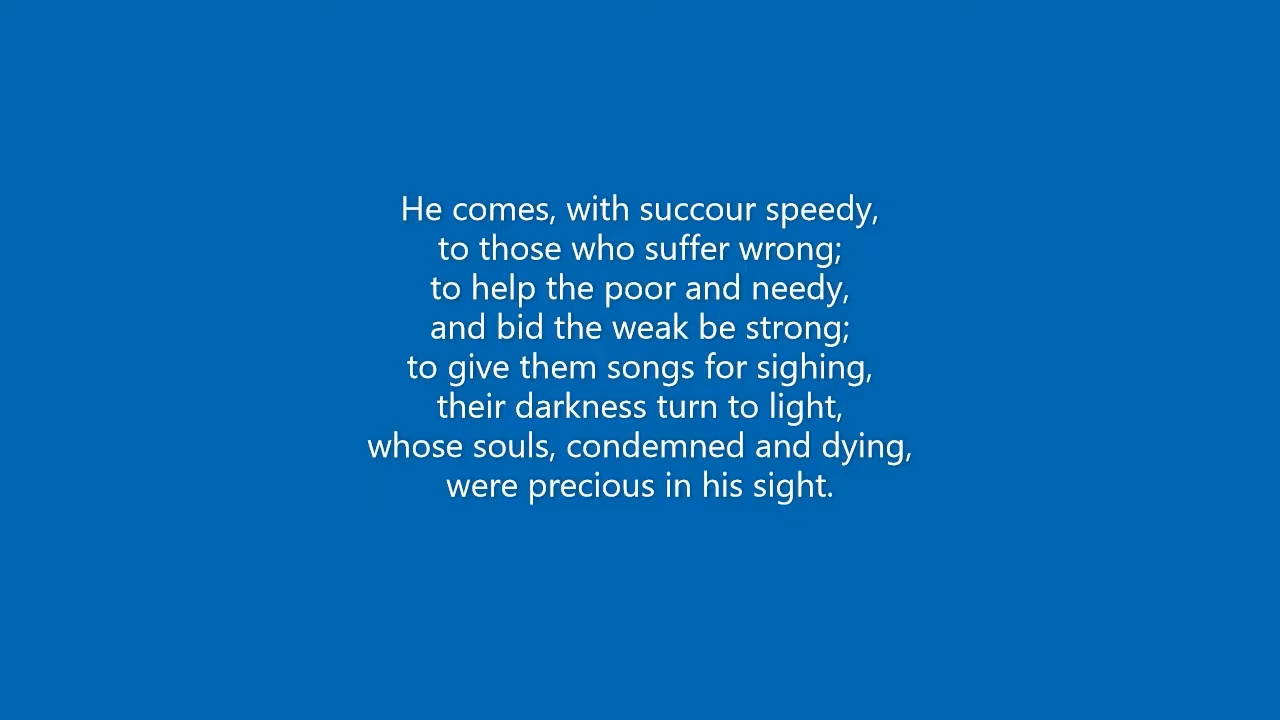 He comes, with succour speedy,
to those who suffer wrong;
to help the poor and needy,
and bid the weak be strong;
to give them songs for sighing,
their darkness turn to light,
whose souls, condemned and dying,
were precious in his sight.